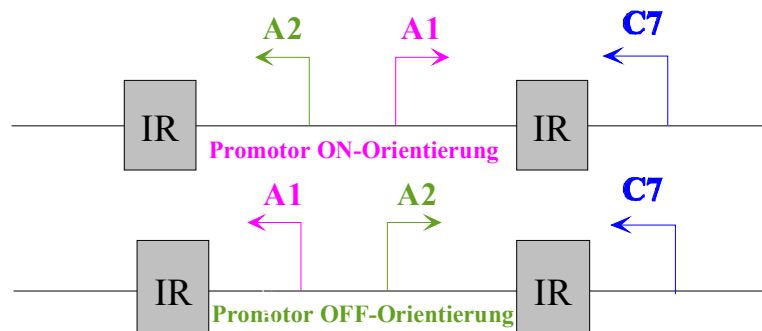 A2 A1 C7
IR IR
Promotor ON-Orientierung
A1 A2 C7
IR IR
Promotor OFF-Orientierung